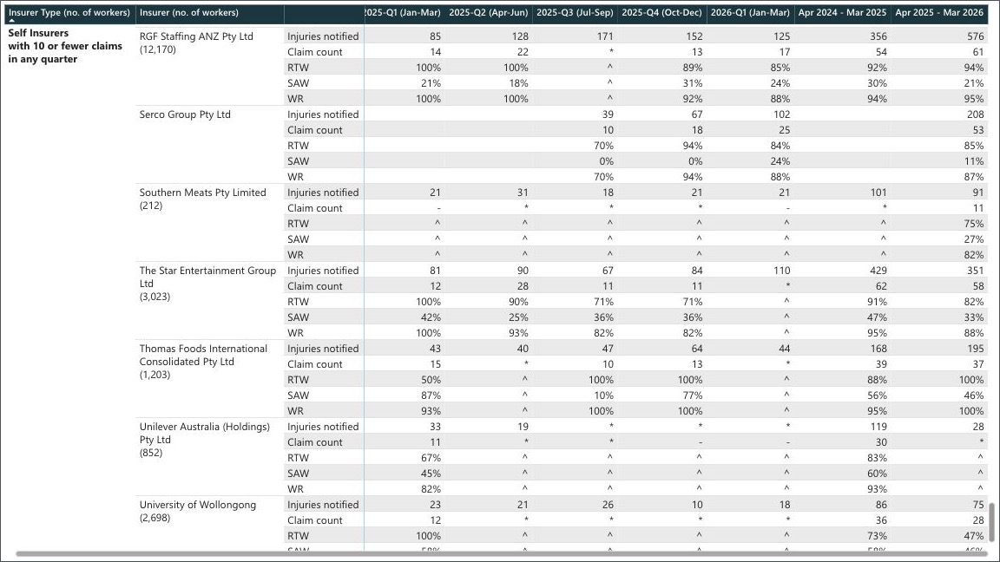 Insurer Type (no. of workers) Insurer (no. of workers) 2025-Q1 (Jan-Mar) 2025-Q2 (Apr-Jun) 2025-Q3 (Jul-Sep) 2025-Q4 (Oct-Dec) 2026-Q1 (Jan-Mar) Apr 2024 - Mar 2025 Apr 2025 - Mar 2026
Self Insurers
with 10 or fewer claims
in any quarter
RGF Staffing ANZ Pty Ltd Injuries notified 85 128 171 152 125 356 576
(12,170) Claim count 14 22 * 13 17 54 61
RTW 100% 100% ^ 89% 85% 92% 94%
SAW 21% 18% ^ 31% 24% 30% 21%
WR 100% 100% ^ 92% 88% 94% 95%
Serco Group Pty Ltd Injuries notified 39 67 102 208
Claim count 10 18 25 53
RTW 70% 94% 84% 85%
SAW 0% 0% 24% 11%
WR 70% 94% 88% 87%
Southern Meats Pty Limited Injuries notified 21 31 18 21 21 101 91
(212) Claim count - * * * - * 11
RTW ^ ^ ^ ^ ^ ^ 75%
SAW ^ ^ ^ ^ ^ ^ 27%
WR ^ ^ ^ ^ ^ ^ 82%
The Star Entertainment Group Injuries notified 81 90 67 84 110 429 351
Ltd Claim count 12 28 11 11 * 62 58
(3,023) RTW 100% 90% 71% 71% ^ 91% 82%
SAW 42% 25% 36% 36% ^ 47% 33%
WR 100% 93% 82% 82% ^ 95% 88%
Thomas Foods International Injuries notified 43 40 47 64 44 168 195
Consolidated Pty Ltd Claim count 15 * 10 13 * 39 37
(1,203) RTW 50% ^ 100% 100% ^ 88% 100%
SAW 87% ^ 10% 77% ^ 56% 46%
WR 93% ^ 100% 100% ^ 95% 100%
Unilever Australia (Holdings) Injuries notified 33 19 * * * 119 28
Pty Ltd Claim count 11 * * - - 30 *
(852) RTW 67% ^ ^ ^ ^ 83% ^
SAW 45% ^ ^ ^ ^ 60% ^
WR 82% ^ ^ ^ ^ 93% ^
University of Wollongong Injuries notified 23 21 26 10 18 86 75
(2,698) Claim count 12 * * * * 36 28
RTW 100% ^ ^ ^ ^ 73% 47%